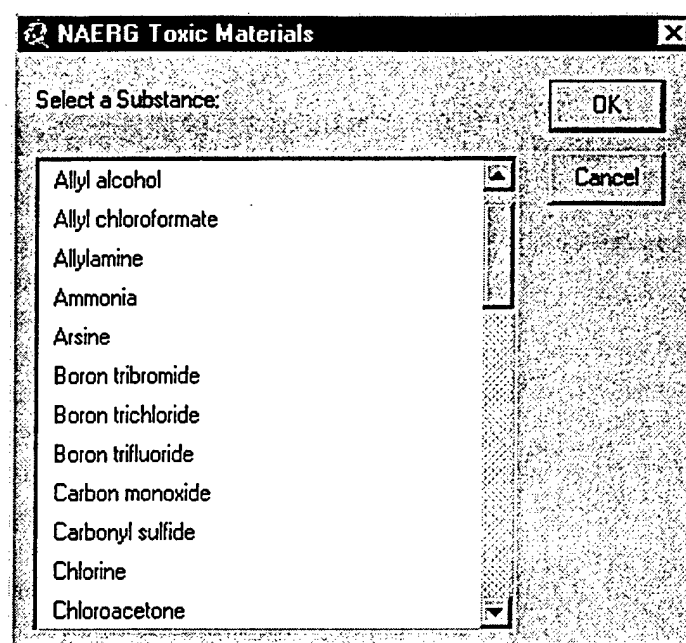 NAERG Toxic Materials
Select a Substance:
OK
Cancel
Allyl alcohol
Allyl chloroformate
Allylamine
Ammonia
Arsine
Boron tribromide
Boron trichloride
Boron trifluoride
Carbon monoxide
Carbonyl sulfide
Chlorine
Chloroacetone